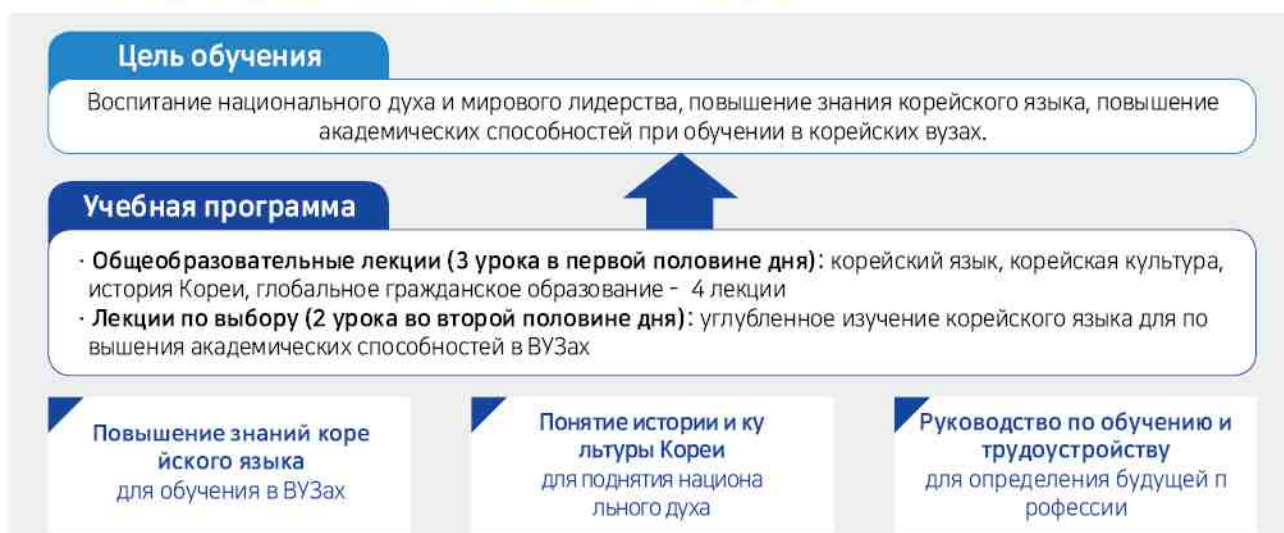 Цель обучения
Воспитание национального духа и мирового лидерства, повышение знания корейского языка, повышение
академических способностей при обучении в корейских вузах.
Учебная программа
· Общеобразовательные лекции (3 урока в первой половине дня): корейский язык, корейская культура,
история Кореи, глобальное гражданское образование - 4 лекции
· Лекции по выбору (2 урока во второй половине дня): углубленное изучение корейского языка для по
вышения академических способностей в ВУЗах
Повышение знаний коре
йского языка
для обучения в ВУЗах
Понятие истории и ку
льтуры Кореи
для поднятия национа
льного духа
Руководство по обучению и
трудоустройству
для определения будущей п
рофессии